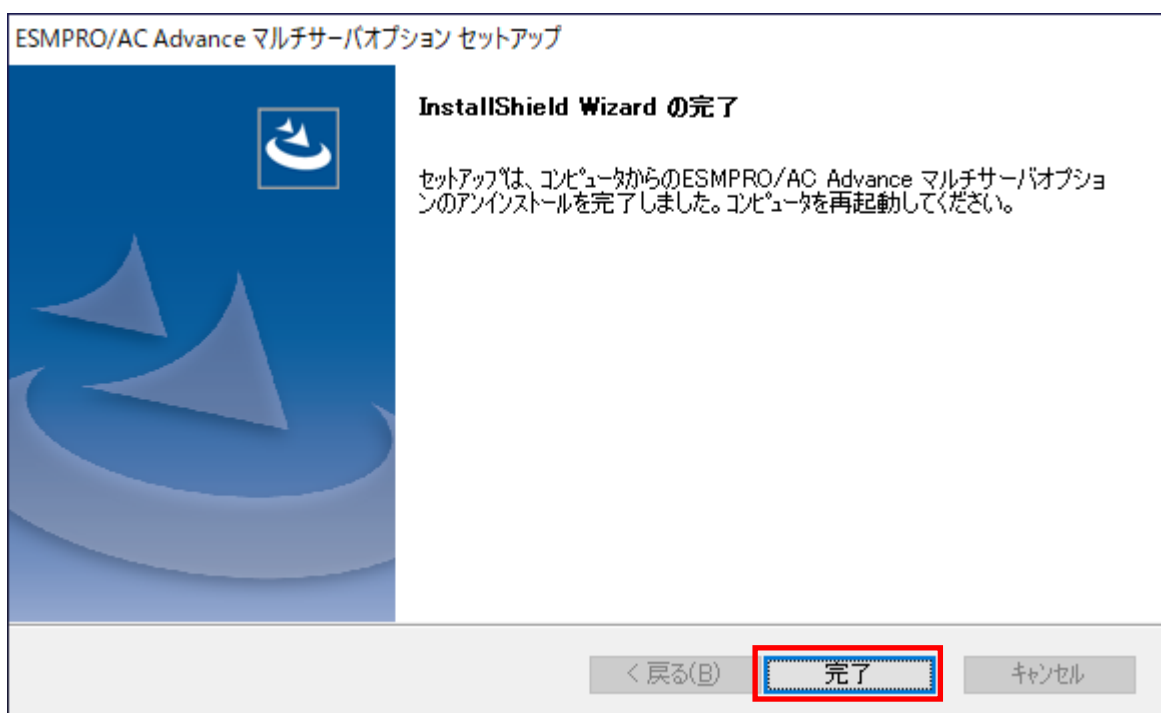 ESMPRO/AC Advance マルチサーバオプション セットアップ
InstallShield Wizard の完了
ｾｯﾄｱｯﾌﾟは、ｺﾝﾋﾟｭｰﾀからのESMPRO/AC Advance マルチサーバオプショ
ンのｱﾝｲﾝｽﾄｰﾙを完了しました。ｺﾝﾋﾟｭｰﾀを再起動してください。
< 戻る(B)
完了
ｷｬﾝｾﾙ